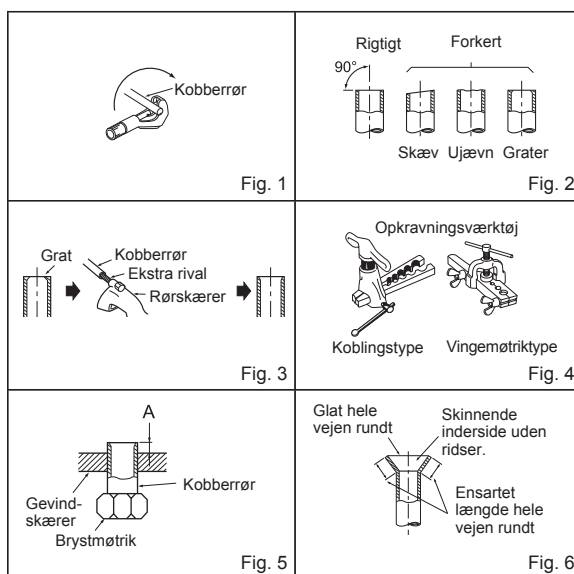 Kobberrør
Fig. 1
Rigtigt
Forkert
90°
Skæv Ujævn Grater
Fig. 2
Grat
Kobberrør
Ekstra rival
Rørskærer
Fig. 3
Opkravningsværktøj
Koblingstype
Vingemøtriktype
Fig. 4
A
Kobberrør
Gevind-
skærer
Brystmøtrik
Fig. 5
Glat hele
vejen rundt
Skinnende
inderside uden
ridser.
Ensartet
længde hele
vejen rundt
Fig. 6